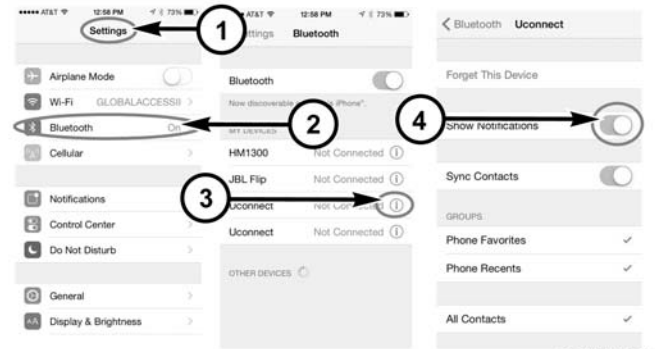 AT&T 12:58 PM 73%
Settings
1
Airplane Mode
Wi-Fi GLOBALACCESSII
Bluetooth On
2
Cellular
Notifications
Control Center
Do Not Disturb
General
Display & Brightness
AT&T 12:58 PM 73%
Settings Bluetooth
Bluetooth
Now discoverable iPhone".
MY DEVICES
HM1300 Not Connected
JBL Flip Not Connected
3
Uconnect Not Connected
Uconnect Not Connected
OTHER DEVICES
Bluetooth Uconnect
Forget This Device
4
Show Notifications
Sync Contacts
GROUPS
Phone Favorites
Phone Recents
All Contacts